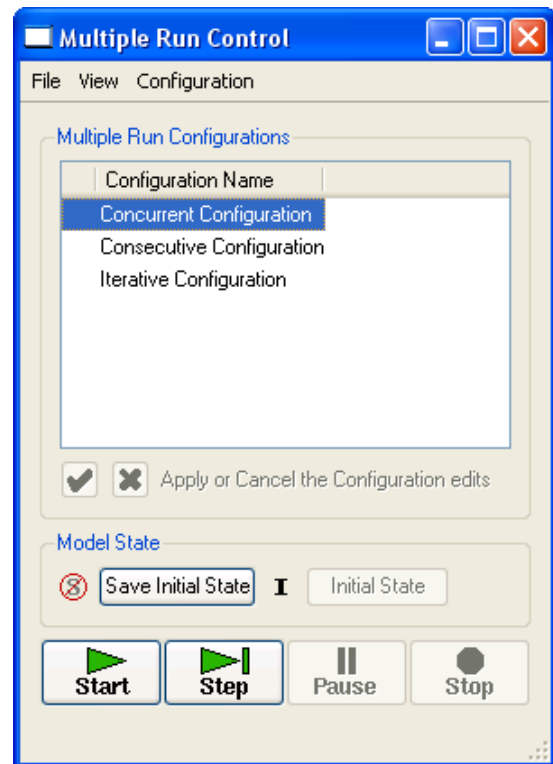 Multiple Run Control
File View Configuration
Multiple Run Configurations
Configuration Name
Concurrent Configuration
Consecutive Configuration
Iterative Configuration
Apply or Cancel the Configuration edits
Model State
S Save Initial State I Initial State
Start Step Pause Stop